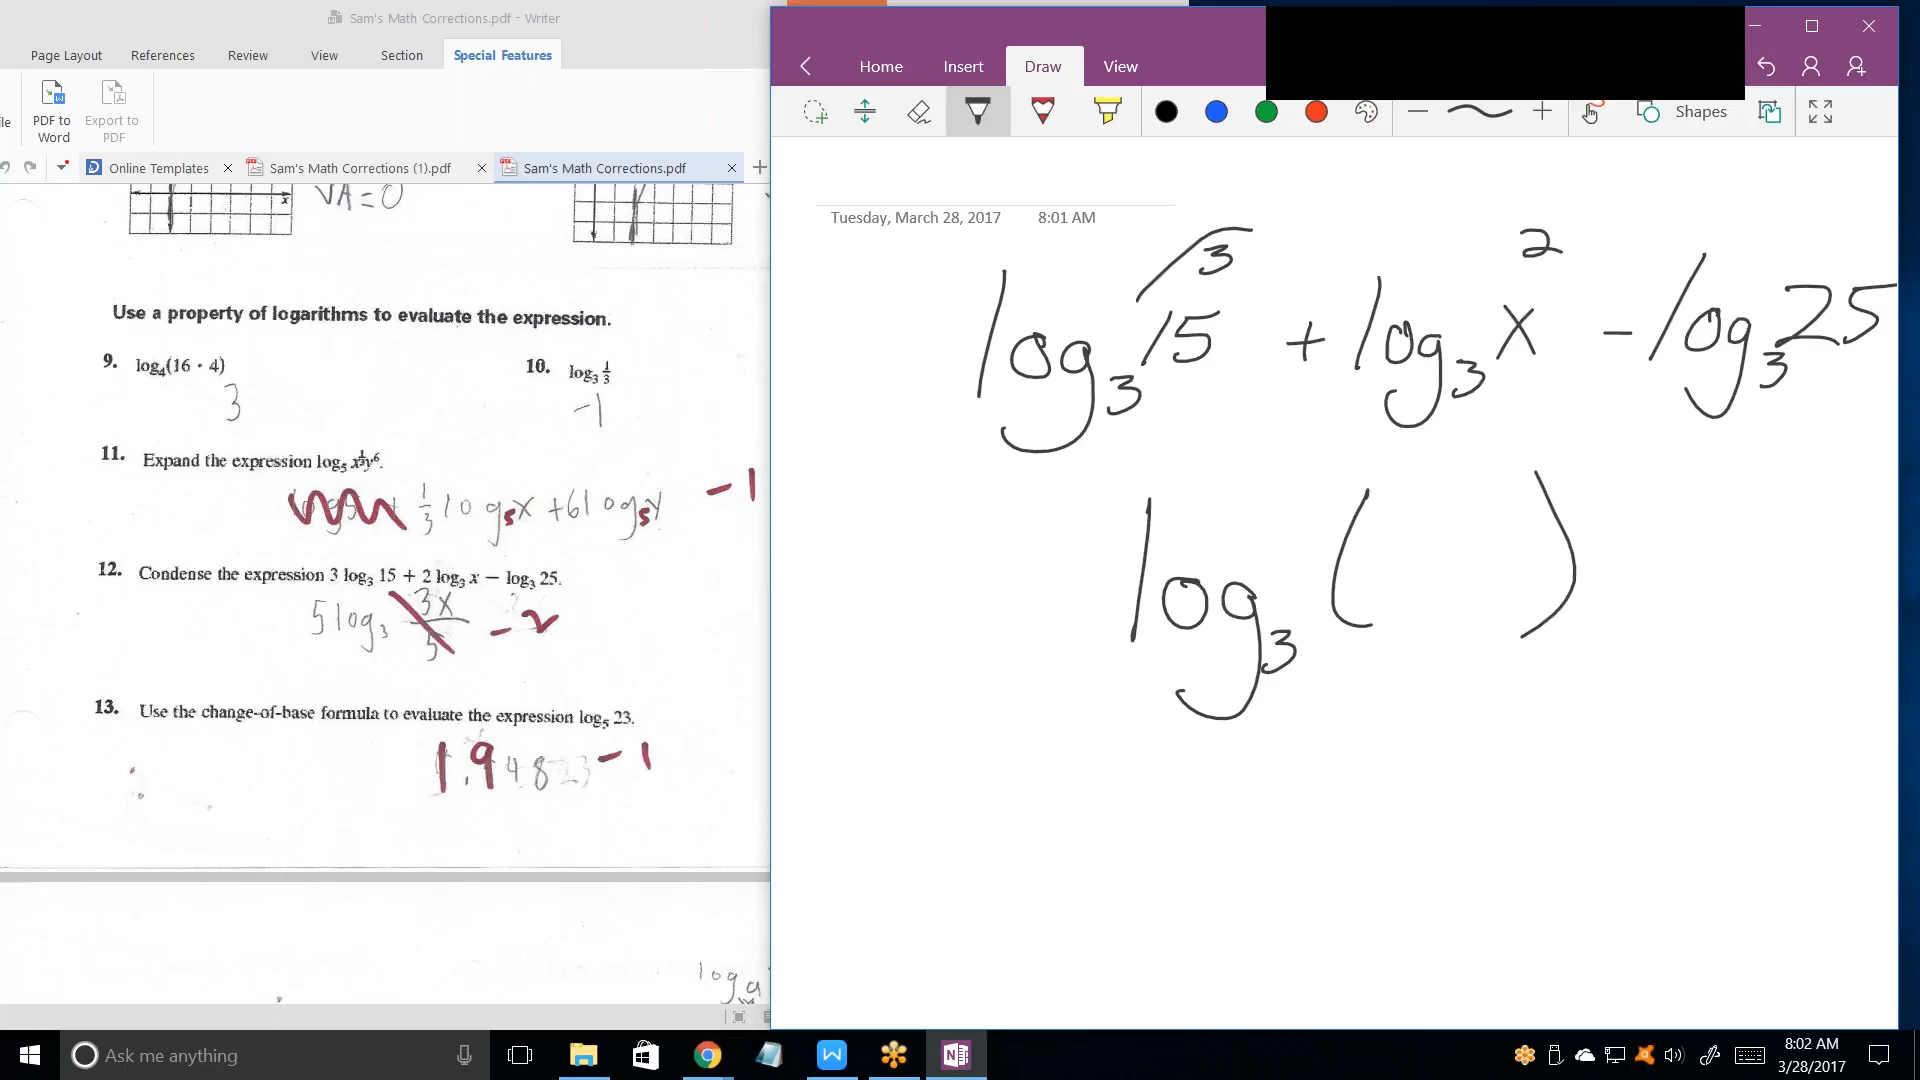 Sam's Math Corrections.pdf - Writer
Page Layout References Review View Section Special Features
PDF to Word
Export to PDF
Online Templates
Sam's Math Corrections (1).pdf
Sam's Math Corrections.pdf
VA = 0
Use a property of logarithms to evaluate the expression.
9. log₄(16 · 4)
3
10. log₃ 1/3
-1
11. Expand the expression log₅ x^⅓y⁶.
1/3 log₅x + 6 log₅y
-1
12. Condense the expression 3 log₃ 15 + 2 log₃ x − log₃ 25.
5 log₃ 3x/5
-2
13. Use the change-of-base formula to evaluate the expression log₅ 23.
1.94823
-1
log a
Home Insert Draw View
Shapes
Tuesday, March 28, 2017 8:01 AM
log₃ 15³ + log₃ x² - log₃ 25
log₃ ( )
Ask me anything
8:02 AM
3/28/2017